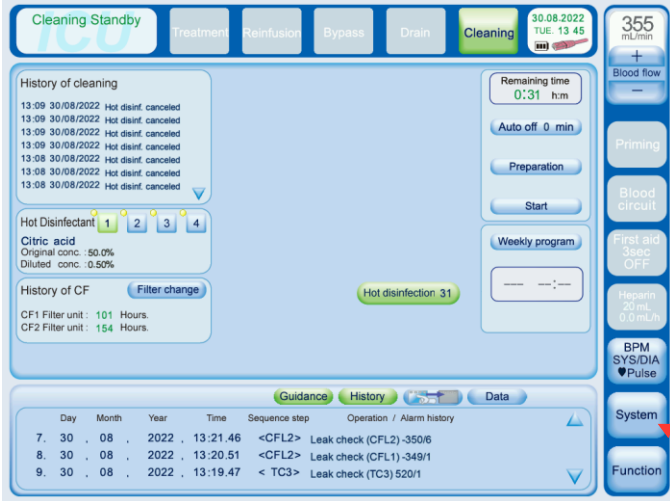 Cleaning Standby
ICU
Treatment
Reinfusion
Bypass
Drain
Cleaning
30.08.2022
TUE. 13 45
355
mL/min
+
Blood flow
−
History of cleaning
13:09 30/08/2022 Hot disinf. canceled
13:09 30/08/2022 Hot disinf. canceled
13:09 30/08/2022 Hot disinf. canceled
13:09 30/08/2022 Hot disinf. canceled
13:08 30/08/2022 Hot disinf. canceled
13:08 30/08/2022 Hot disinf. canceled
13:08 30/08/2022 Hot disinf. canceled
Hot Disinfectant 1 2 3 4
Citric acid
Original conc. :50.0%
Diluted conc. :0.50%
History of CF Filter change
CF1 Filter unit : 101 Hours.
CF2 Filter unit : 154 Hours.
Hot disinfection 31
Remaining time
0:31 h:m
Auto off 0 min
Preparation
Start
Weekly program
--- --:--
Priming
Blood
circuit
First aid
3sec
OFF
Heparin
20 mL
0.0 mL/h
BPM
SYS/DIA
♥Pulse
System
Function
Guidance History Data
Day Month Year Time Sequence step Operation / Alarm history
7. 30 . 08 . 2022 , 13:21.46 <CFL2> Leak check (CFL2) -350/6
8. 30 . 08 . 2022 , 13:20.51 <CFL2> Leak check (CFL1) -349/1
9. 30 . 08 . 2022 , 13:19.47 < TC3> Leak check (TC3) 520/1